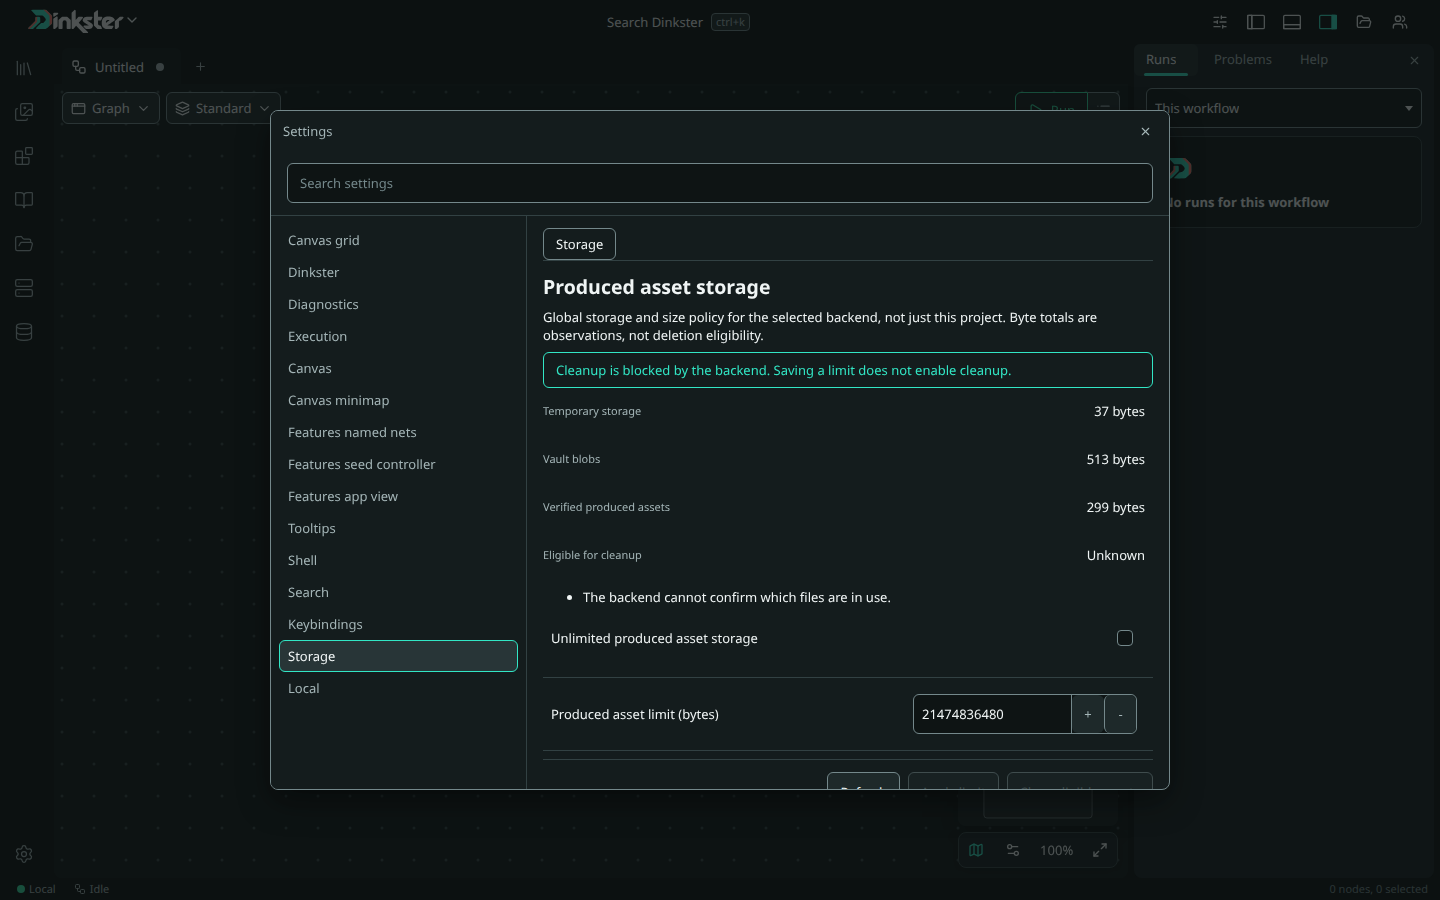 Dinkster
Search Dinkster ctrl+k
Untitled
Runs Problems Help
Graph Standard
This workflow
No runs for this workflow
Settings
Search settings
Canvas grid
Dinkster
Diagnostics
Execution
Canvas
Canvas minimap
Features named nets
Features seed controller
Features app view
Tooltips
Shell
Search
Keybindings
Storage
Local
Storage
Produced asset storage
Global storage and size policy for the selected backend, not just this project. Byte totals are
observations, not deletion eligibility.
Cleanup is blocked by the backend. Saving a limit does not enable cleanup.
Temporary storage 37 bytes
Vault blobs 513 bytes
Verified produced assets 299 bytes
Eligible for cleanup Unknown
• The backend cannot confirm which files are in use.
Unlimited produced asset storage
Produced asset limit (bytes) 21474836480 + -
100%
Local Idle
0 nodes, 0 selected